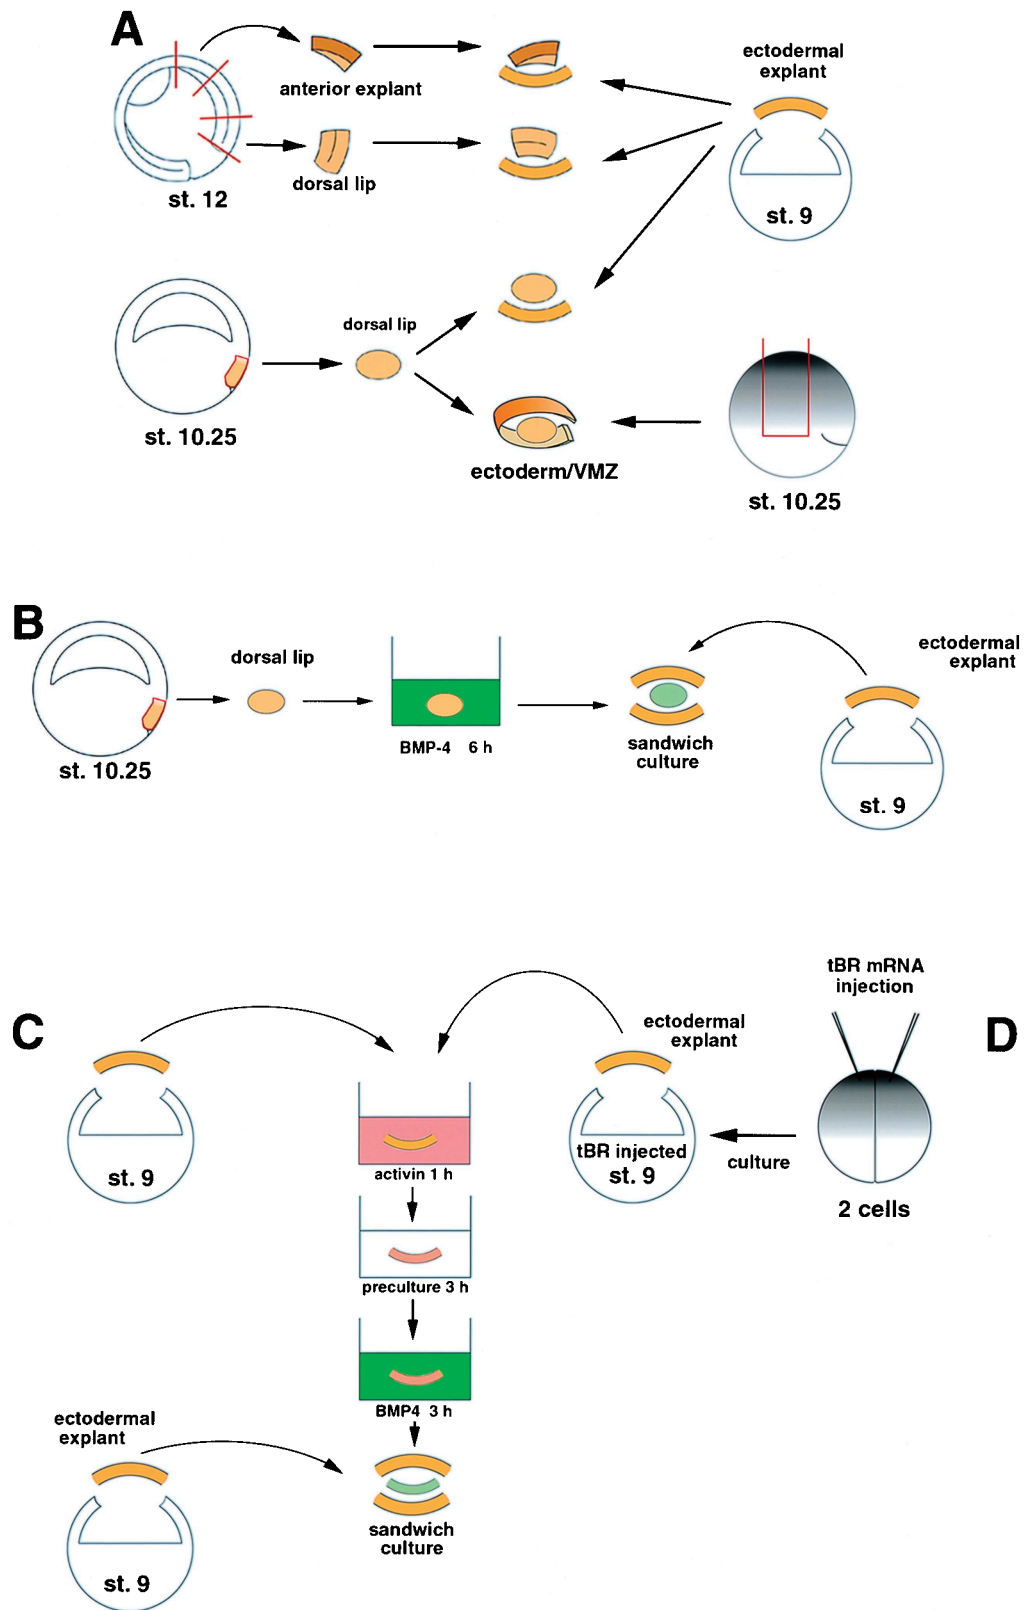 A
anterior explant
ectodermal
explant
dorsal lip
st. 12
st. 9
dorsal lip
st. 10.25
ectoderm/VMZ
st. 10.25
B
dorsal lip
ectodermal
explant
BMP-4 6 h
sandwich
culture
st. 10.25
st. 9
tBR mRNA
injection
C
ectodermal
explant
D
activin 1 h
tBR injected
st. 9
culture
st. 9
2 cells
preculture 3 h
BMP4 3 h
ectodermal
explant
sandwich
culture
st. 9